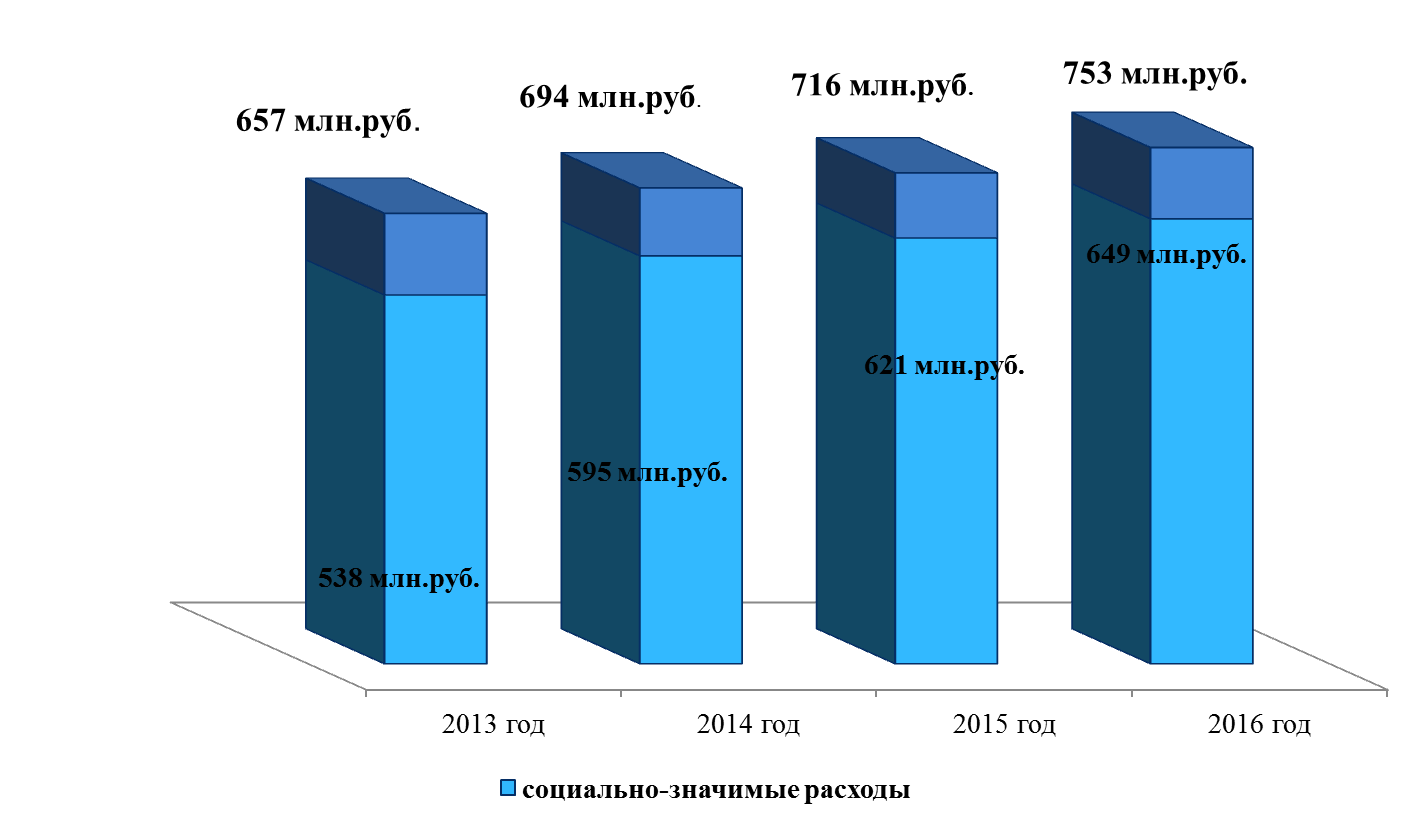 753 млн.руб.
716 млн.руб.
694 млн.руб.
657 млн.руб.
649 млн.руб.
621 млн.руб.
595 млн.руб.
538 млн.руб.
2013 год
2014 год
2015 год
2016 год
социально-значимые расходы